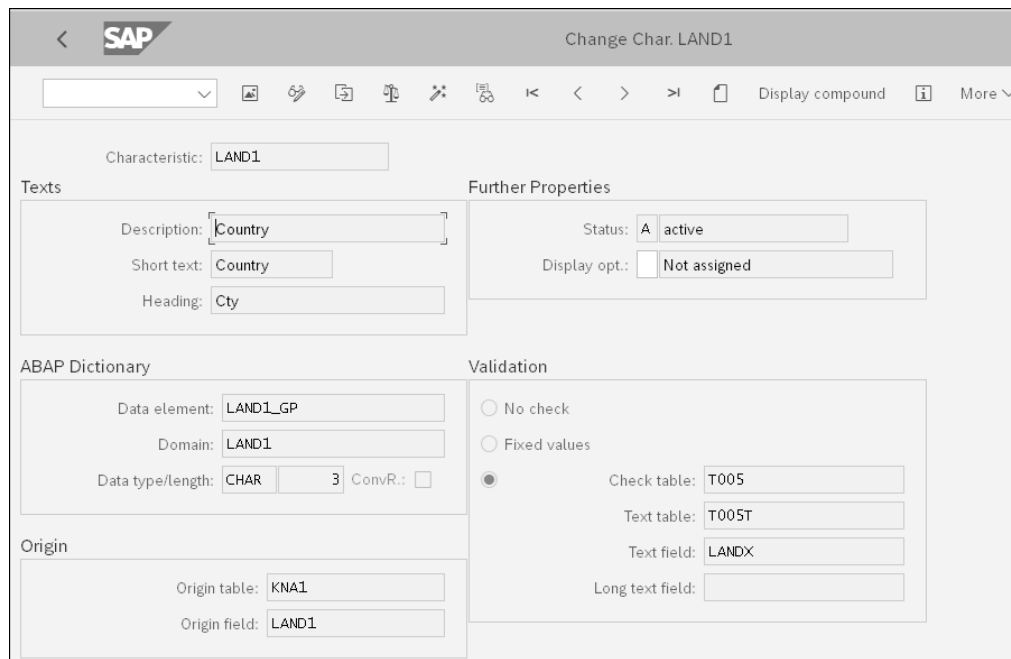 SAP
Change Char. LAND1
Display compound
More
Characteristic: LAND1
Texts
Description: Country
Short text: Country
Heading: Cty
Further Properties
Status: A active
Display opt.: Not assigned
ABAP Dictionary
Data element: LAND1_GP
Domain: LAND1
Data type/length: CHAR 3 ConvR.:
Validation
No check
Fixed values
Check table: T005
Text table: T005T
Text field: LANDX
Long text field:
Origin
Origin table: KNA1
Origin field: LAND1